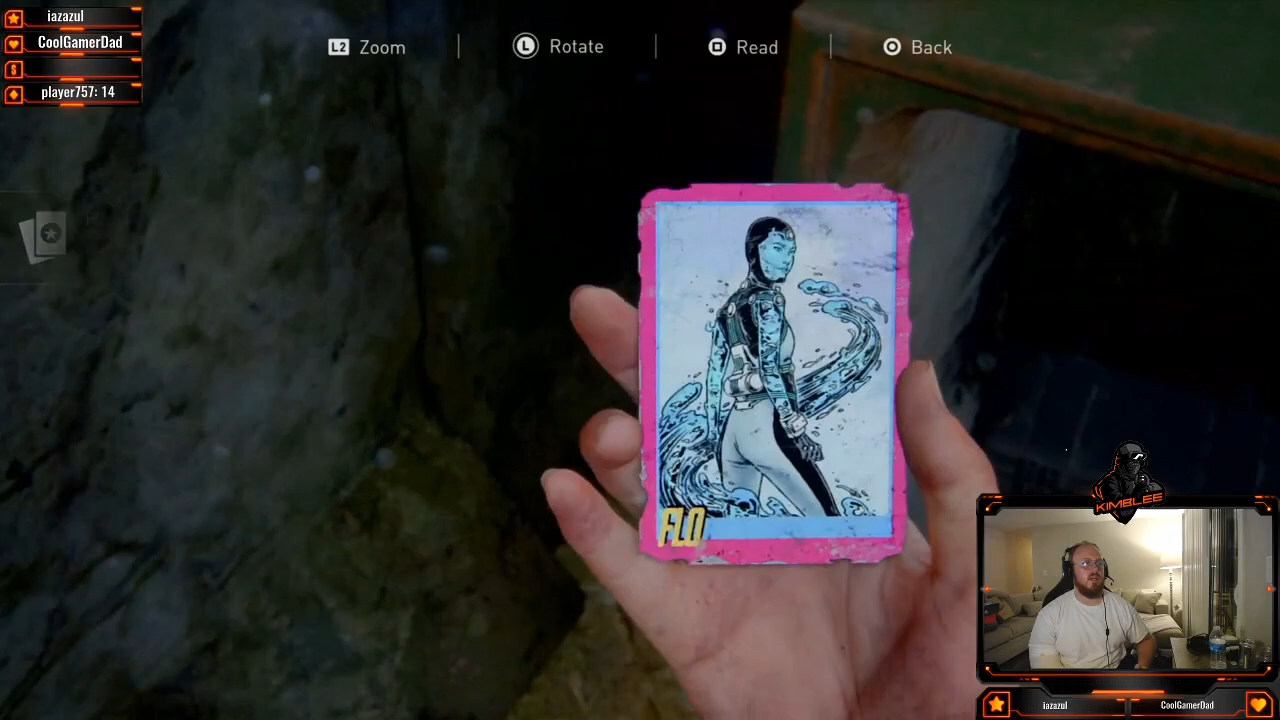 iazazul
CoolGamerDad
$
player757: 14
L2 Zoom
L Rotate
Read
Back
FLO
KIMBLEE
iazazul
CoolGamerDad